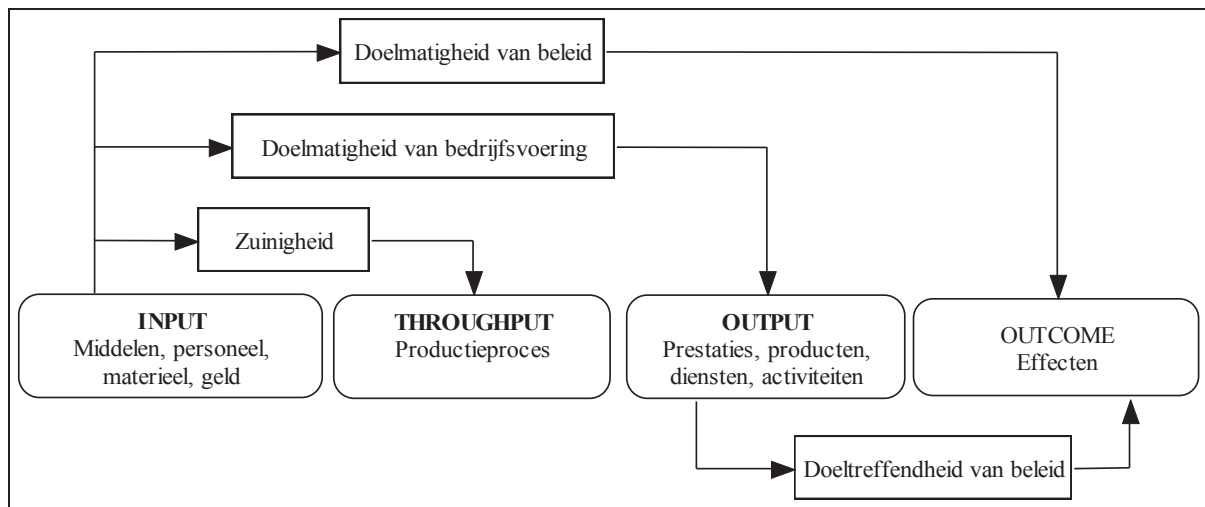 Doelmatigheid van beleid
Doelmatigheid van bedrijfsvoering
Zuinigheid
INPUT
Middelen, personeel,
materieel, geld
THROUGHPUT
Productieproces
OUTPUT
Prestaties, producten,
diensten, activiteiten
OUTCOME
Effecten
Doeltreffendheid van beleid